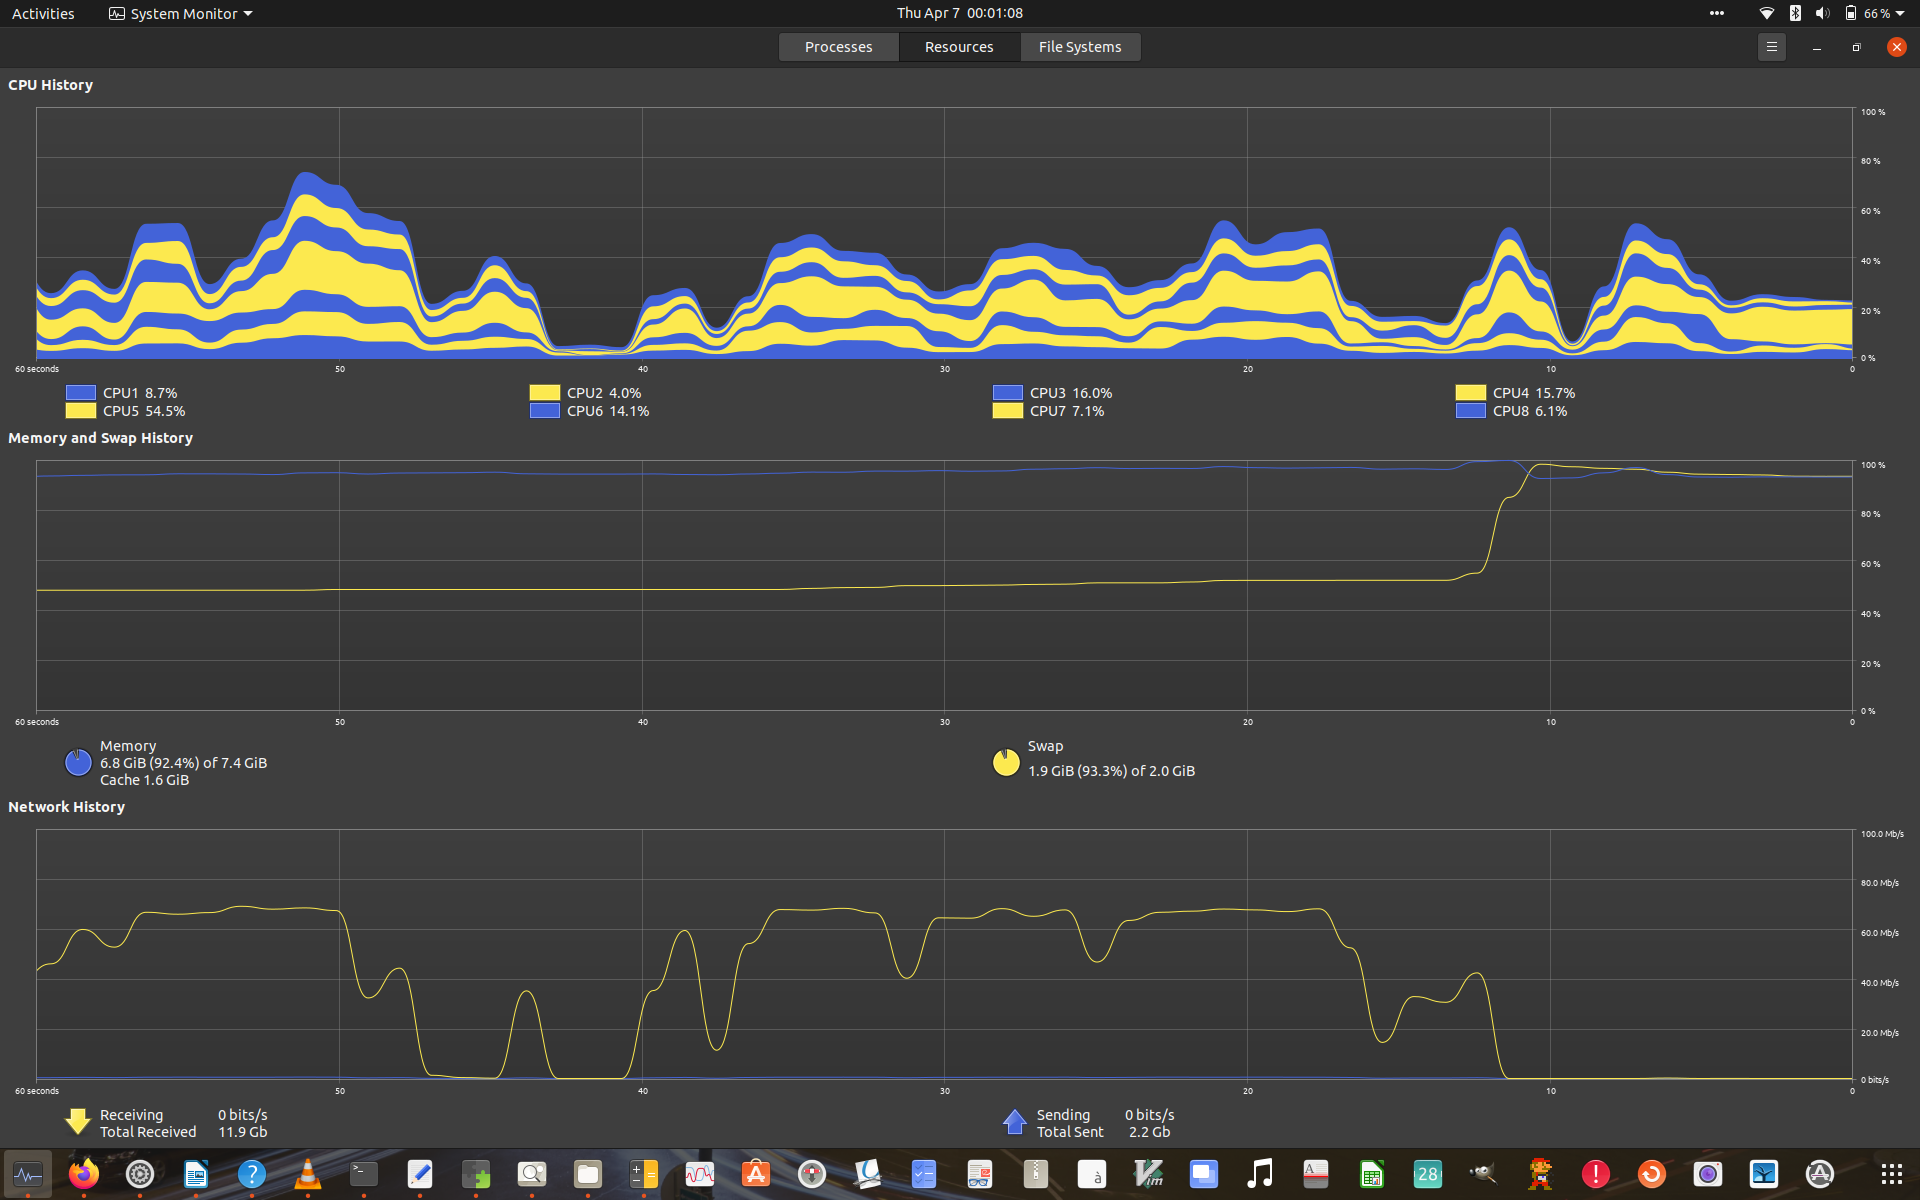 Activities System Monitor Thu Apr 7 00:01:08 66 %
Processes Resources File Systems
CPU History
100 %
80 %
60 %
40 %
20 %
0 %
60 seconds 50 40 30 20 10 0
CPU1 8.7% CPU2 4.0% CPU3 16.0% CPU4 15.7%
CPU5 54.5% CPU6 14.1% CPU7 7.1% CPU8 6.1%
Memory and Swap History
100 %
80 %
60 %
40 %
20 %
0 %
60 seconds 50 40 30 20 10 0
Memory
6.8 GiB (92.4%) of 7.4 GiB
Cache 1.6 GiB
Swap
1.9 GiB (93.3%) of 2.0 GiB
Network History
100.0 Mb/s
80.0 Mb/s
60.0 Mb/s
40.0 Mb/s
20.0 Mb/s
0 bits/s
60 seconds 50 40 30 20 10 0
Receiving 0 bits/s
Total Received 11.9 Gb
Sending 0 bits/s
Total Sent 2.2 Gb
à Vim A 28